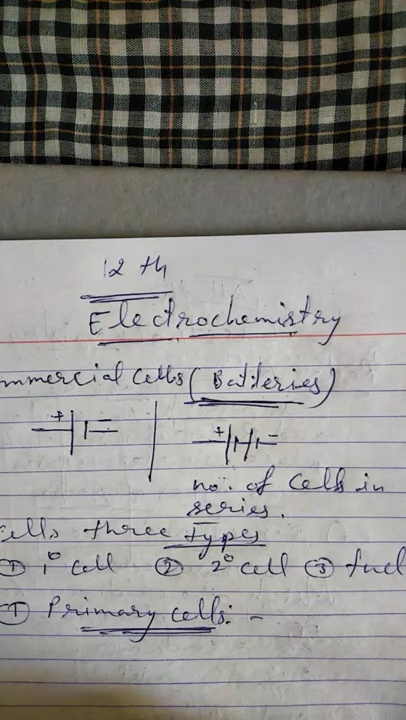 12 th
Electrochemistry
mmercial cells (Batteries)
+ -
+ -
no. of Cells in
series.
cells three types
① 1° cell ② 2° cell ③ fuel
① Primary cells: -